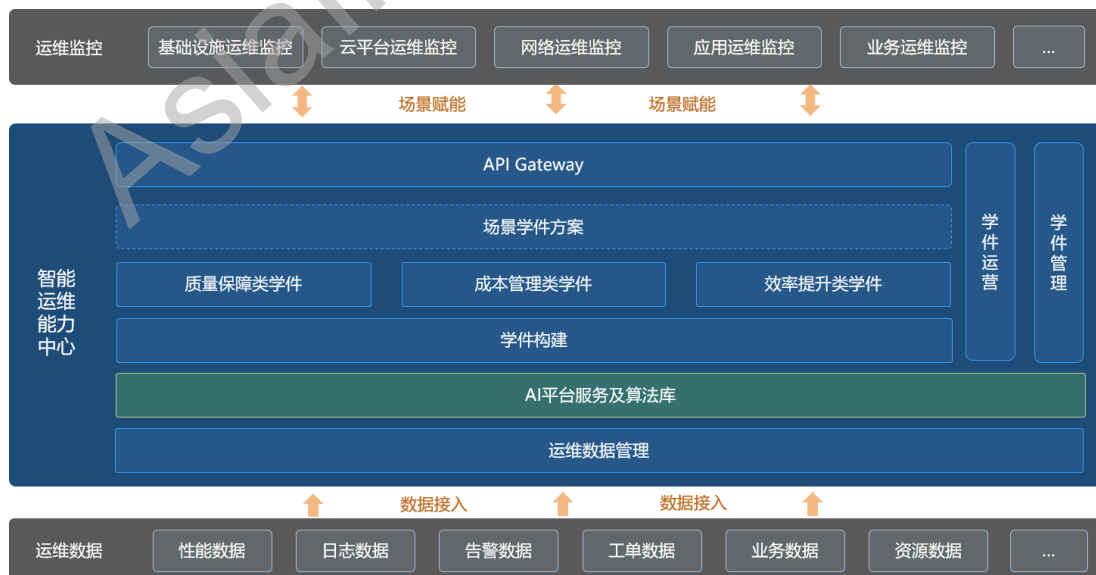 运维监控
基础设施运维监控
云平台运维监控
网络运维监控
应用运维监控
业务运维监控
...
场景赋能
场景赋能
API Gateway
场景学件方案
质量保障类学件
成本管理类学件
效率提升类学件
学件构建
学件运营
学件管理
智能
运维
能力
中心
AI平台服务及算法库
运维数据管理
数据接入
数据接入
运维数据
性能数据
日志数据
告警数据
工单数据
业务数据
资源数据
...